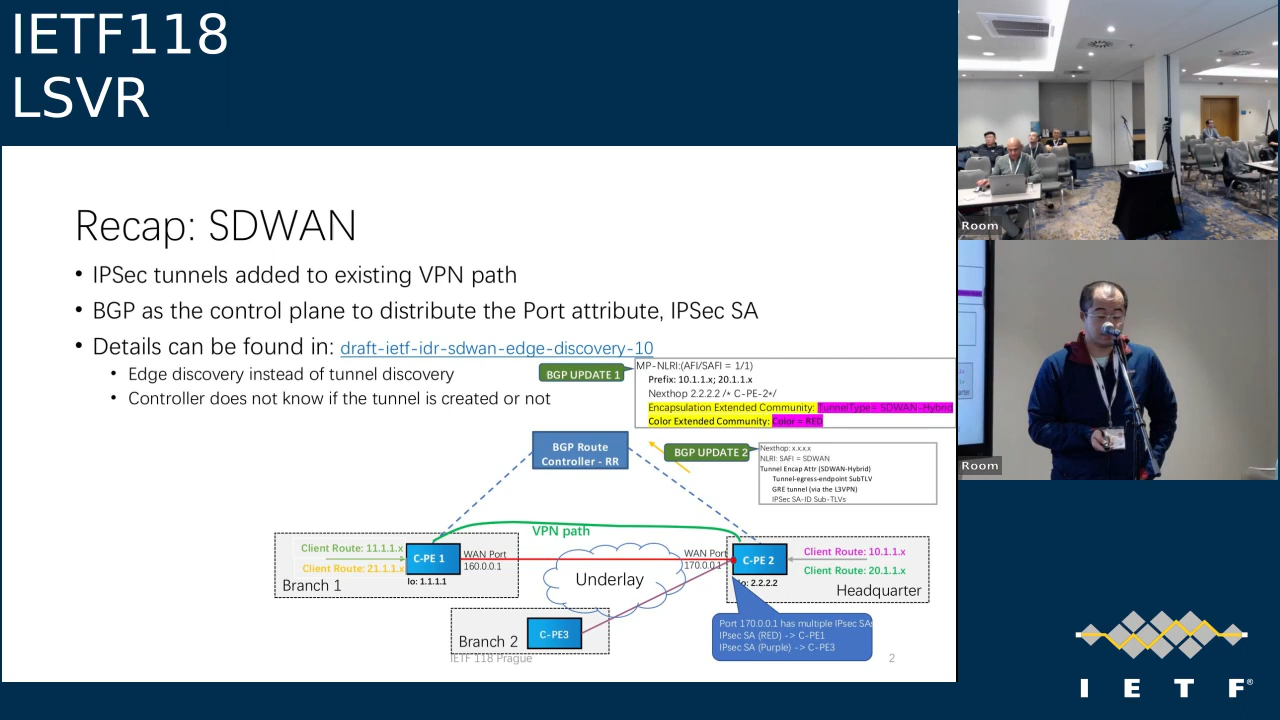 IETF118
LSVR
Recap: SDWAN
• IPSec tunnels added to existing VPN path
• BGP as the control plane to distribute the Port attribute, IPSec SA
• Details can be found in: draft-ietf-idr-sdwan-edge-discovery-10
• Edge discovery instead of tunnel discovery
• Controller does not know if the tunnel is created or not
BGP UPDATE 1
MP-NLRI:(AFI/SAFI = 1/1)
Prefix: 10.1.1.x; 20.1.1.x
Nexthop 2.2.2.2 /* C-PE-2*/
Encapsulation Extended Community: TunnelType= SDWAN-Hybrid
Color Extended Community: Color = RED
BGP Route
Controller - RR
BGP UPDATE 2
Nexthop: x.x.x.x
NLRI: SAFI = SDWAN
Tunnel Encap Attr (SDWAN-Hybrid)
Tunnel-egress-endpoint SubTLV
GRE tunnel (via the L3VPN)
IPSec SA-ID Sub-TLVs
VPN path
Client Route: 11.1.1.x
Client Route: 21.1.1.x
C-PE 1
lo: 1.1.1.1
Branch 1
WAN Port
160.0.0.1
Underlay
WAN Port
170.0.0.1
C-PE 2
lo: 2.2.2.2
Client Route: 10.1.1.x
Client Route: 20.1.1.x
Headquarter
Branch 2
C-PE3
Port 170.0.0.1 has multiple IPsec SAs
IPsec SA (RED) -> C-PE1
IPsec SA (Purple) -> C-PE3
IETF 118 Prague
2
Room
Room
I E T F®